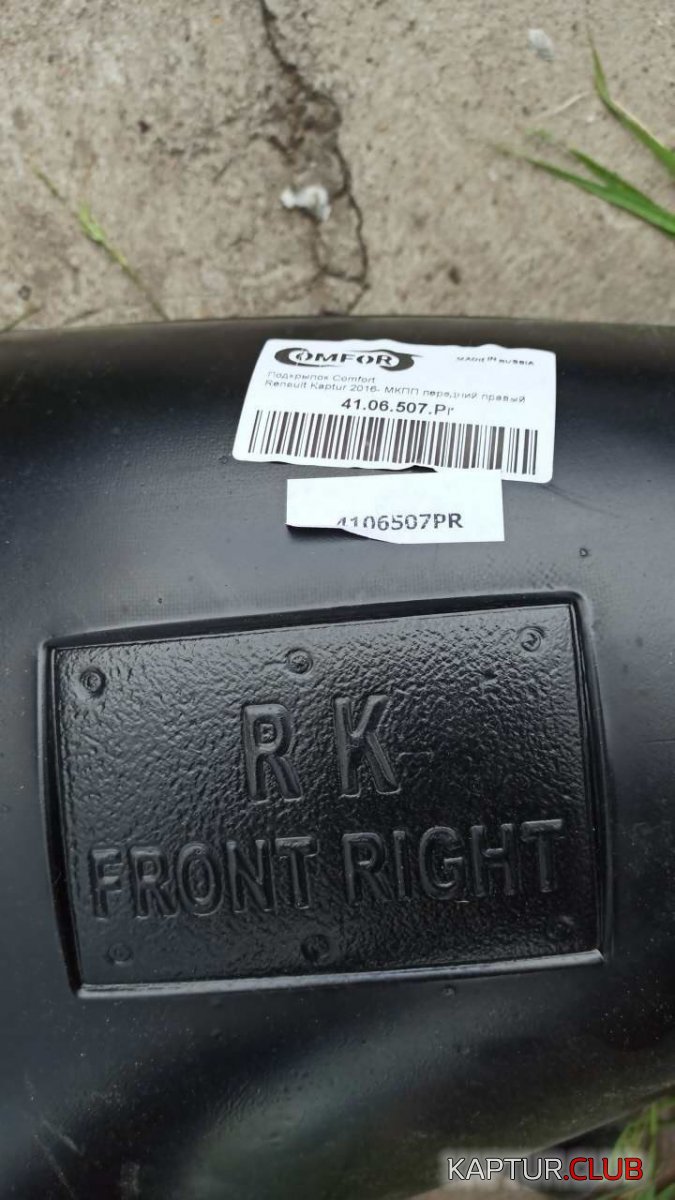 COMFORT
MADE IN RUSSIA
Подкрылок Comfort
Renault Kaptur 2016- МКПП передний правый
41.06.507.Pr
4106507PR
R K
FRONT RIGHT
KAPTUR.CLUB